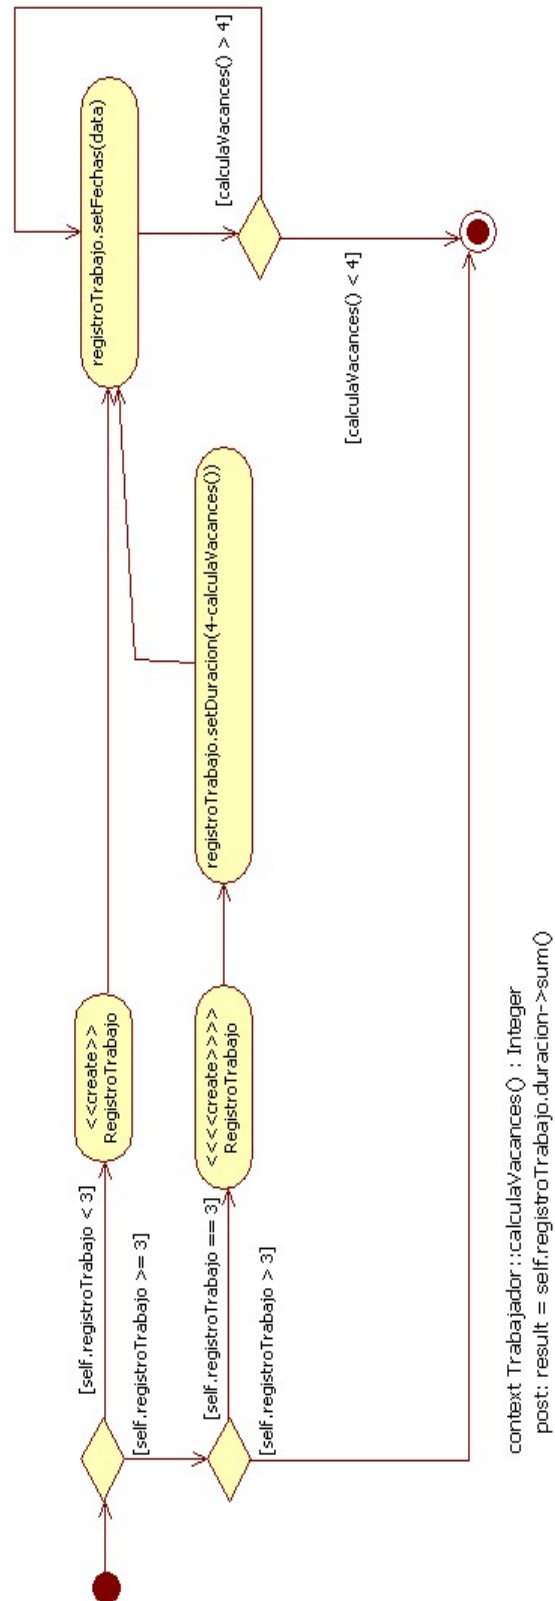 [self.registroTrabajo < 3]
<<create>>
RegistroTrabajo
registroTrabajo.setFechas(data)
[self.registroTrabajo >= 3]
[self.registroTrabajo == 3]
<<<<create>>>>
RegistroTrabajo
registroTrabajo.setDuracion(4-calculaVacances())
[calculaVacances() > 4]
[self.registroTrabajo > 3]
[calculaVacances() < 4]
context Trabajador::calculaVacances() : Integer
post: result = self.registroTrabajo.duracion->sum()